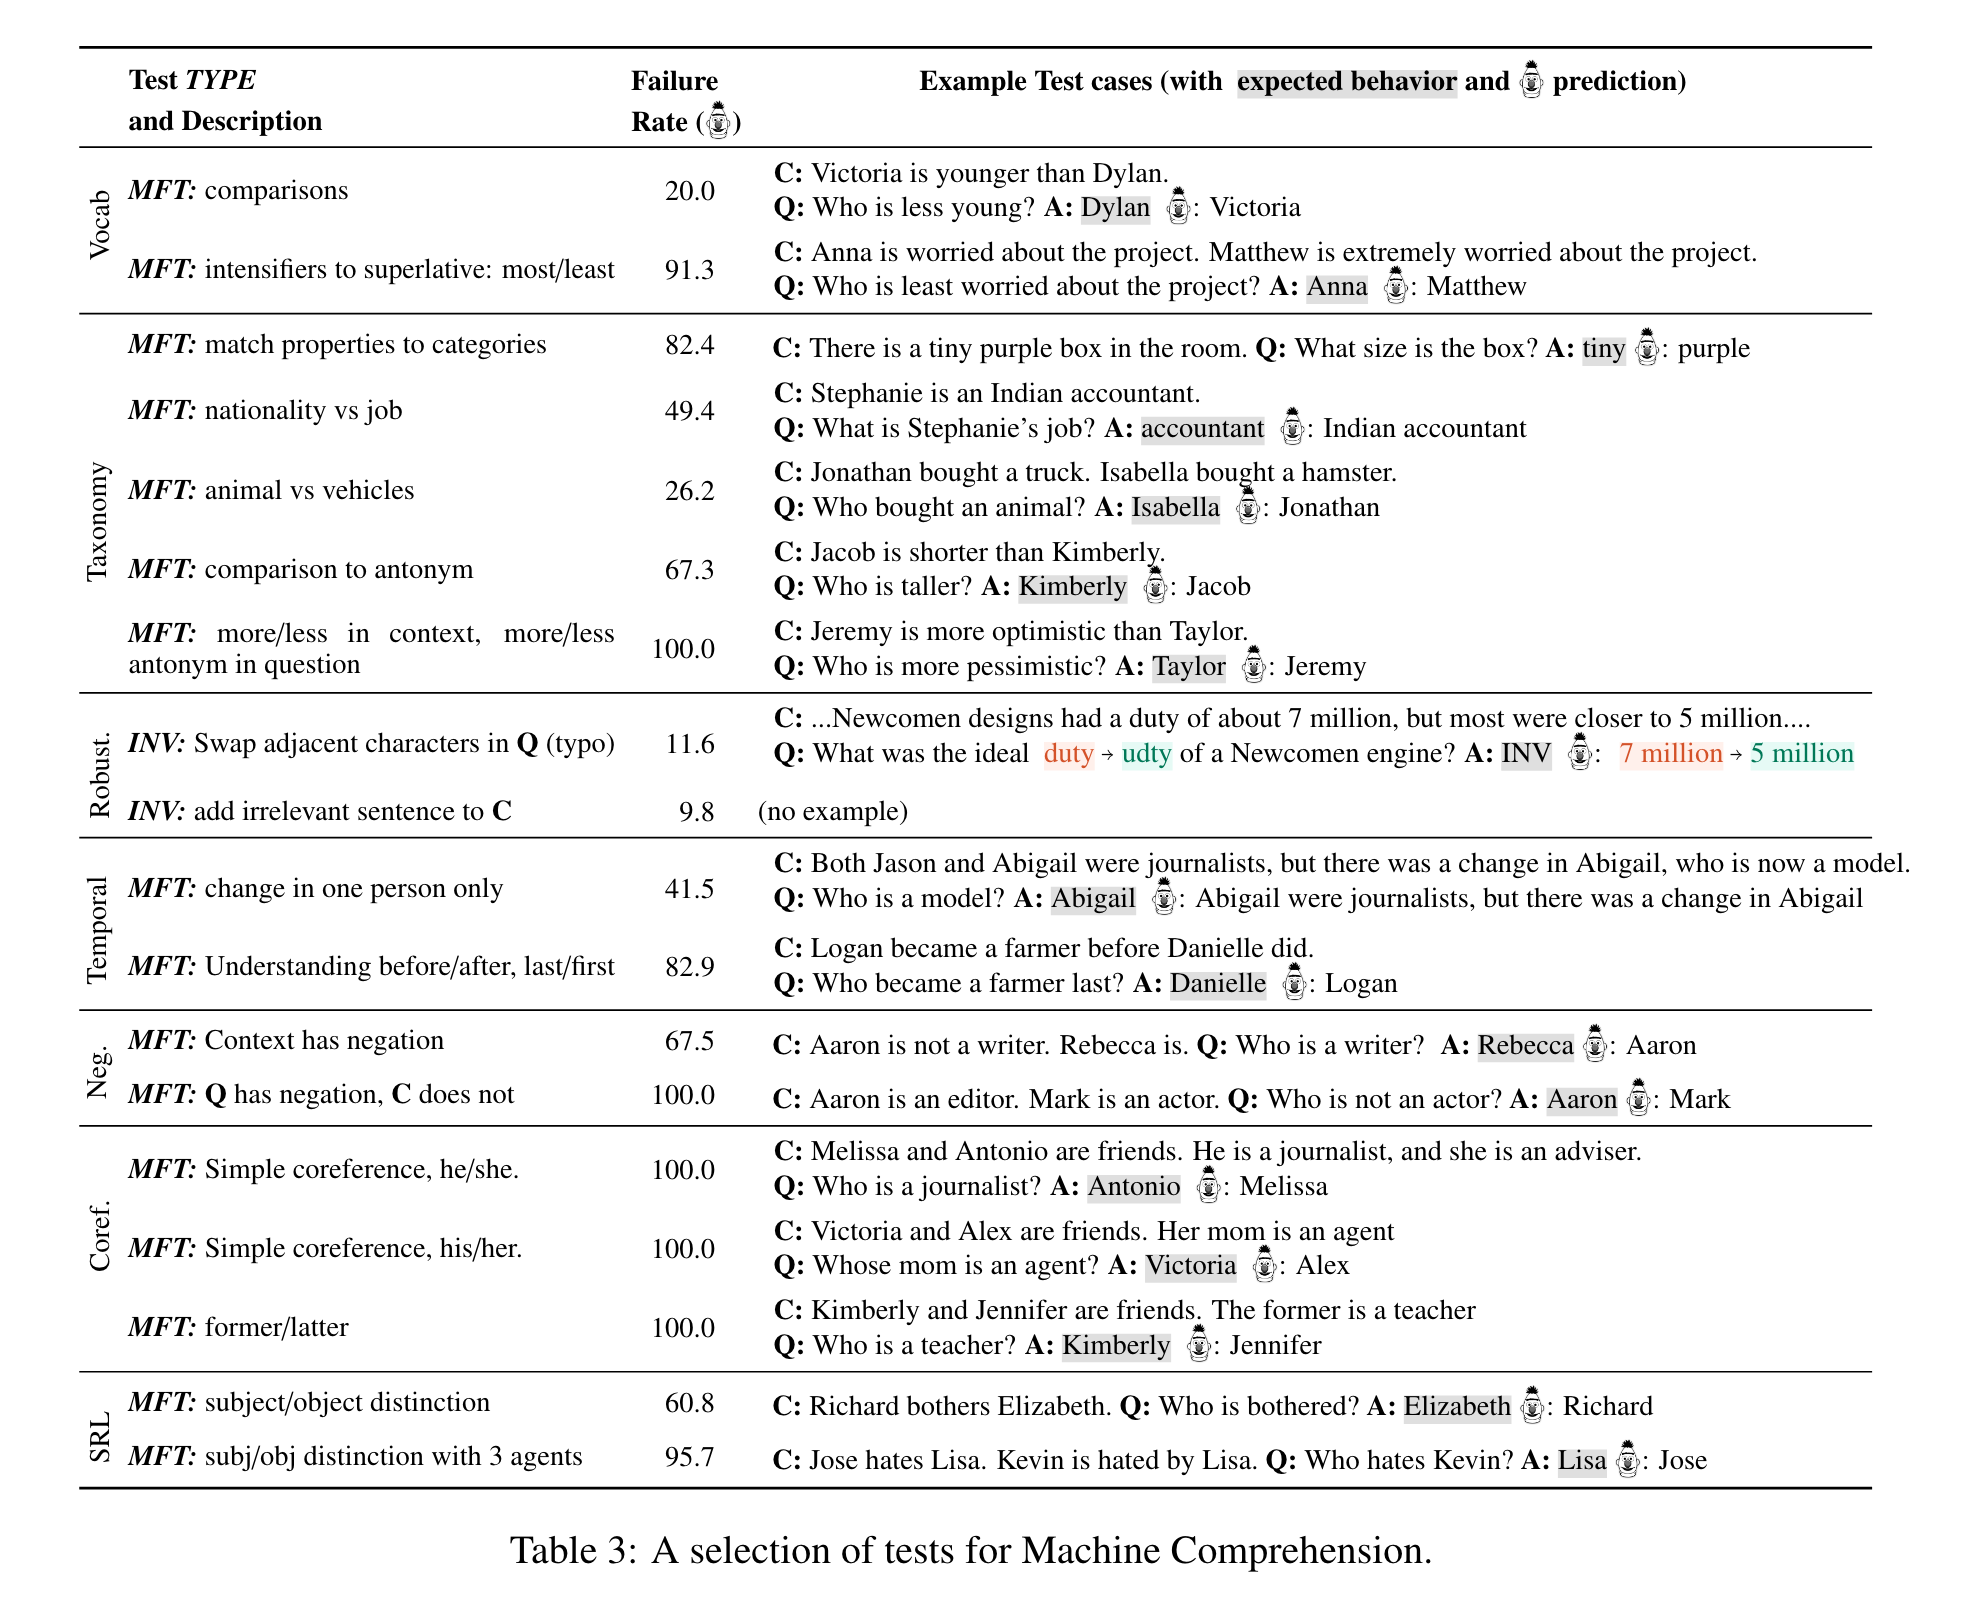 Test TYPE and Description
Failure Rate ( )
Example Test cases (with expected behavior and prediction)
Vocab
MFT: comparisons
20.0
C: Victoria is younger than Dylan.
Q: Who is less young? A: Dylan : Victoria
MFT: intensifiers to superlative: most/least
91.3
C: Anna is worried about the project. Matthew is extremely worried about the project.
Q: Who is least worried about the project? A: Anna : Matthew
Taxonomy
MFT: match properties to categories
82.4
C: There is a tiny purple box in the room. Q: What size is the box? A: tiny : purple
MFT: nationality vs job
49.4
C: Stephanie is an Indian accountant.
Q: What is Stephanie's job? A: accountant : Indian accountant
MFT: animal vs vehicles
26.2
C: Jonathan bought a truck. Isabella bought a hamster.
Q: Who bought an animal? A: Isabella : Jonathan
MFT: comparison to antonym
67.3
C: Jacob is shorter than Kimberly.
Q: Who is taller? A: Kimberly : Jacob
MFT: more/less in context, more/less
antonym in question
100.0
C: Jeremy is more optimistic than Taylor.
Q: Who is more pessimistic? A: Taylor : Jeremy
Robust.
INV: Swap adjacent characters in Q (typo)
11.6
C: ...Newcomen designs had a duty of about 7 million, but most were closer to 5 million....
Q: What was the ideal duty → udty of a Newcomen engine? A: INV : 7 million → 5 million
INV: add irrelevant sentence to C
9.8
(no example)
Temporal
MFT: change in one person only
41.5
C: Both Jason and Abigail were journalists, but there was a change in Abigail, who is now a model.
Q: Who is a model? A: Abigail : Abigail were journalists, but there was a change in Abigail
MFT: Understanding before/after, last/first
82.9
C: Logan became a farmer before Danielle did.
Q: Who became a farmer last? A: Danielle : Logan
Neg.
MFT: Context has negation
67.5
C: Aaron is not a writer. Rebecca is. Q: Who is a writer? A: Rebecca : Aaron
MFT: Q has negation, C does not
100.0
C: Aaron is an editor. Mark is an actor. Q: Who is not an actor? A: Aaron : Mark
Coref.
MFT: Simple coreference, he/she.
100.0
C: Melissa and Antonio are friends. He is a journalist, and she is an adviser.
Q: Who is a journalist? A: Antonio : Melissa
MFT: Simple coreference, his/her.
100.0
C: Victoria and Alex are friends. Her mom is an agent
Q: Whose mom is an agent? A: Victoria : Alex
MFT: former/latter
100.0
C: Kimberly and Jennifer are friends. The former is a teacher
Q: Who is a teacher? A: Kimberly : Jennifer
SRL
MFT: subject/object distinction
60.8
C: Richard bothers Elizabeth. Q: Who is bothered? A: Elizabeth : Richard
MFT: subj/obj distinction with 3 agents
95.7
C: Jose hates Lisa. Kevin is hated by Lisa. Q: Who hates Kevin? A: Lisa : Jose
Table 3: A selection of tests for Machine Comprehension.